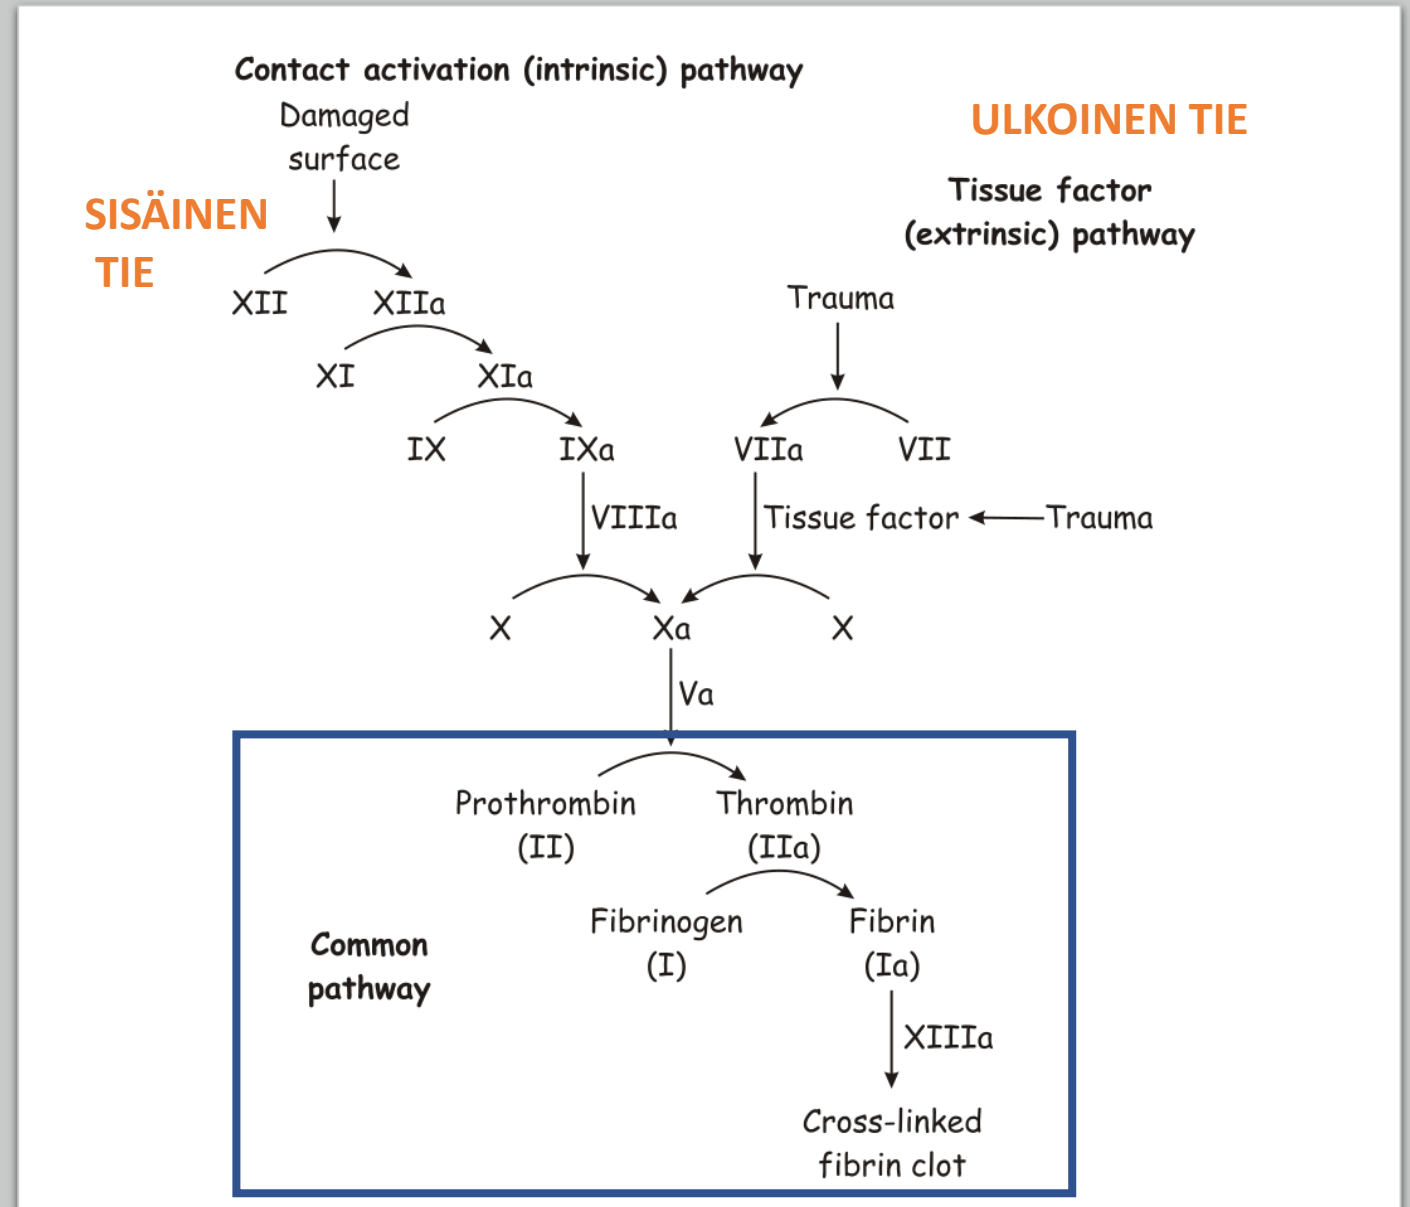 Contact activation (intrinsic) pathway
Damaged
surface
SISÄINEN
TIE
ULKOINEN TIE
Tissue factor
(extrinsic) pathway
XII XIIa
Trauma
XI XIa
IX IXa VIIa VII
VIIIa Tissue factor Trauma
X Xa X
Va
Prothrombin Thrombin
(II) (IIa)
Fibrinogen Fibrin
(I) (Ia)
Common
pathway
XIIIa
Cross-linked
fibrin clot